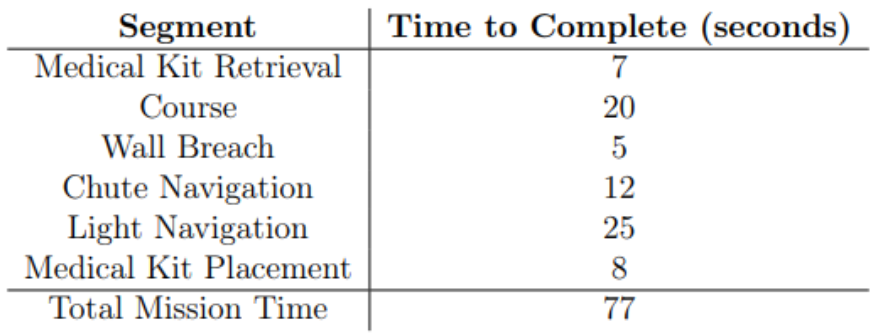 Segment Time to Complete (seconds)
Medical Kit Retrieval 7
Course 20
Wall Breach 5
Chute Navigation 12
Light Navigation 25
Medical Kit Placement 8
Total Mission Time 77